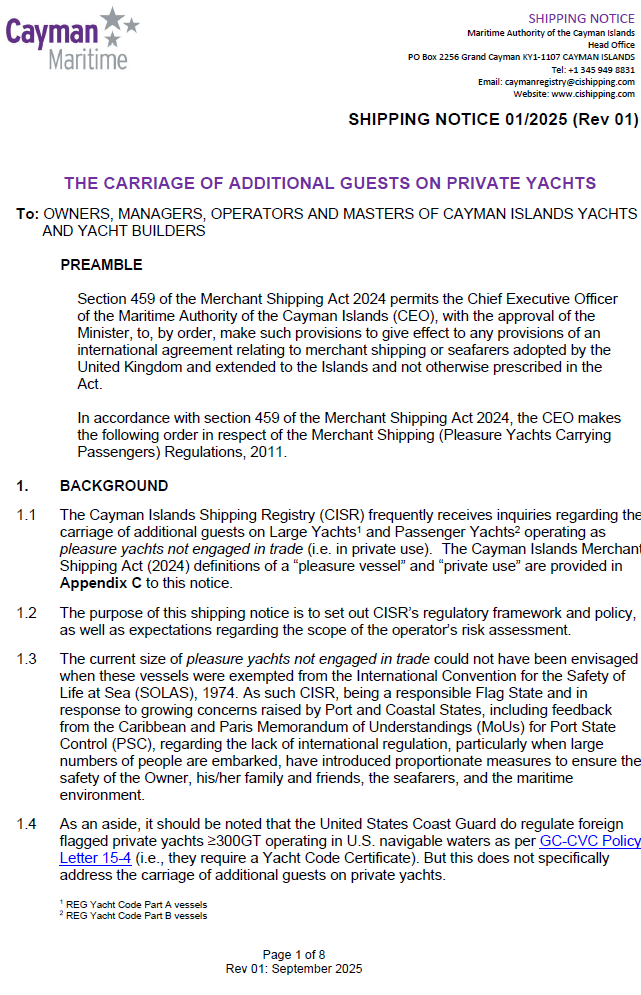 Cayman
Maritime
SHIPPING NOTICE
Maritime Authority of the Cayman Islands
Head Office
PO Box 2256 Grand Cayman KY1-1107 CAYMAN ISLANDS
Tel: +1 345 949 8831
Email: caymanregistry@cishipping.com
Website: www.cishipping.com
SHIPPING NOTICE 01/2025 (Rev 01)
THE CARRIAGE OF ADDITIONAL GUESTS ON PRIVATE YACHTS
To: OWNERS, MANAGERS, OPERATORS AND MASTERS OF CAYMAN ISLANDS YACHTS
AND YACHT BUILDERS
PREAMBLE
Section 459 of the Merchant Shipping Act 2024 permits the Chief Executive Officer
of the Maritime Authority of the Cayman Islands (CEO), with the approval of the
Minister, to, by order, make such provisions to give effect to any provisions of an
international agreement relating to merchant shipping or seafarers adopted by the
United Kingdom and extended to the Islands and not otherwise prescribed in the
Act.
In accordance with section 459 of the Merchant Shipping Act 2024, the CEO makes
the following order in respect of the Merchant Shipping (Pleasure Yachts Carrying
Passengers) Regulations, 2011.
1. BACKGROUND
1.1 The Cayman Islands Shipping Registry (CISR) frequently receives inquiries regarding the
carriage of additional guests on Large Yachts¹ and Passenger Yachts² operating as
pleasure yachts not engaged in trade (i.e. in private use). The Cayman Islands Merchant
Shipping Act (2024) definitions of a “pleasure vessel” and “private use” are provided in
Appendix C to this notice.
1.2 The purpose of this shipping notice is to set out CISR’s regulatory framework and policy,
as well as expectations regarding the scope of the operator’s risk assessment.
1.3 The current size of pleasure yachts not engaged in trade could not have been envisaged
when these vessels were exempted from the International Convention for the Safety of
Life at Sea (SOLAS), 1974. As such CISR, being a responsible Flag State and in
response to growing concerns raised by Port and Coastal States, including feedback
from the Caribbean and Paris Memorandum of Understandings (MoUs) for Port State
Control (PSC), regarding the lack of international regulation, particularly when large
numbers of people are embarked, have introduced proportionate measures to ensure the
safety of the Owner, his/her family and friends, the seafarers, and the maritime
environment.
1.4 As an aside, it should be noted that the United States Coast Guard do regulate foreign
flagged private yachts ≥300GT operating in U.S. navigable waters as per GC-CVC Policy
Letter 15-4 (i.e., they require a Yacht Code Certificate). But this does not specifically
address the carriage of additional guests on private yachts.
¹ REG Yacht Code Part A vessels
² REG Yacht Code Part B vessels
Page 1 of 8
Rev 01: September 2025